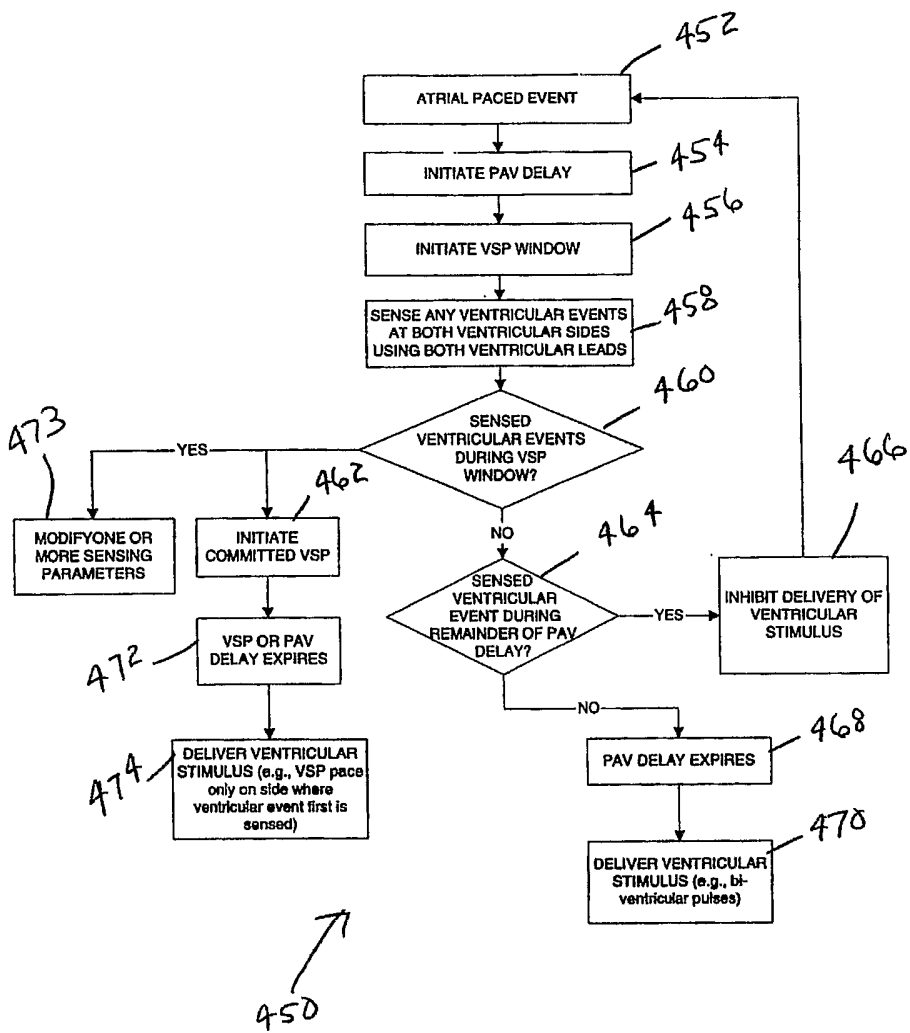 452
ATRIAL PACED EVENT
454
INITIATE PAV DELAY
456
INITIATE VSP WINDOW
458
SENSE ANY VENTRICULAR EVENTS
AT BOTH VENTRICULAR SIDES
USING BOTH VENTRICULAR LEADS
460
SENSED
VENTRICULAR EVENTS
DURING VSP
WINDOW?
YES
NO
473
MODIFYONE OR
MORE SENSING
PARAMETERS
462
INITIATE
COMMITTED VSP
464
SENSED
VENTRICULAR
EVENT DURING
REMAINDER OF PAV
DELAY?
YES
466
INHIBIT DELIVERY OF
VENTRICULAR
STIMULUS
472
VSP OR PAV
DELAY EXPIRES
NO
468
PAV DELAY EXPIRES
474
DELIVER VENTRICULAR
STIMULUS (e.g., VSP pace
only on side where
ventricular event first is
sensed)
470
DELIVER VENTRICULAR
STIMULUS (e.g., bi-
ventricular pulses)
450